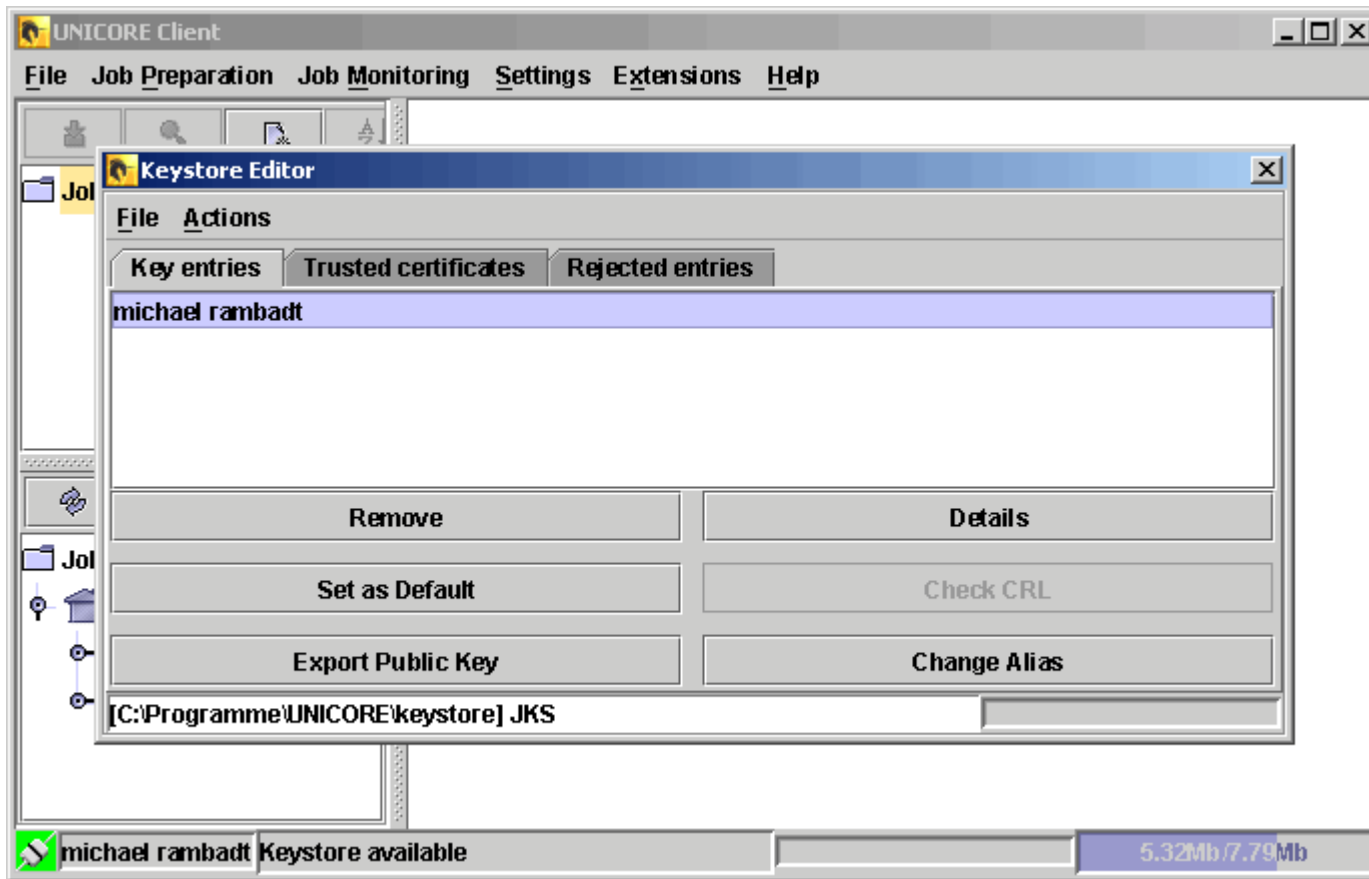 UNICORE Client
File Job Preparation Job Monitoring Settings Extensions Help
Keystore Editor
File Actions
Key entries Trusted certificates Rejected entries
michael rambadt
Remove Details
Set as Default Check CRL
Export Public Key Change Alias
[C:\Programme\UNICORE\keystore] JKS
michael rambadt Keystore available 5.32Mb/7.79Mb